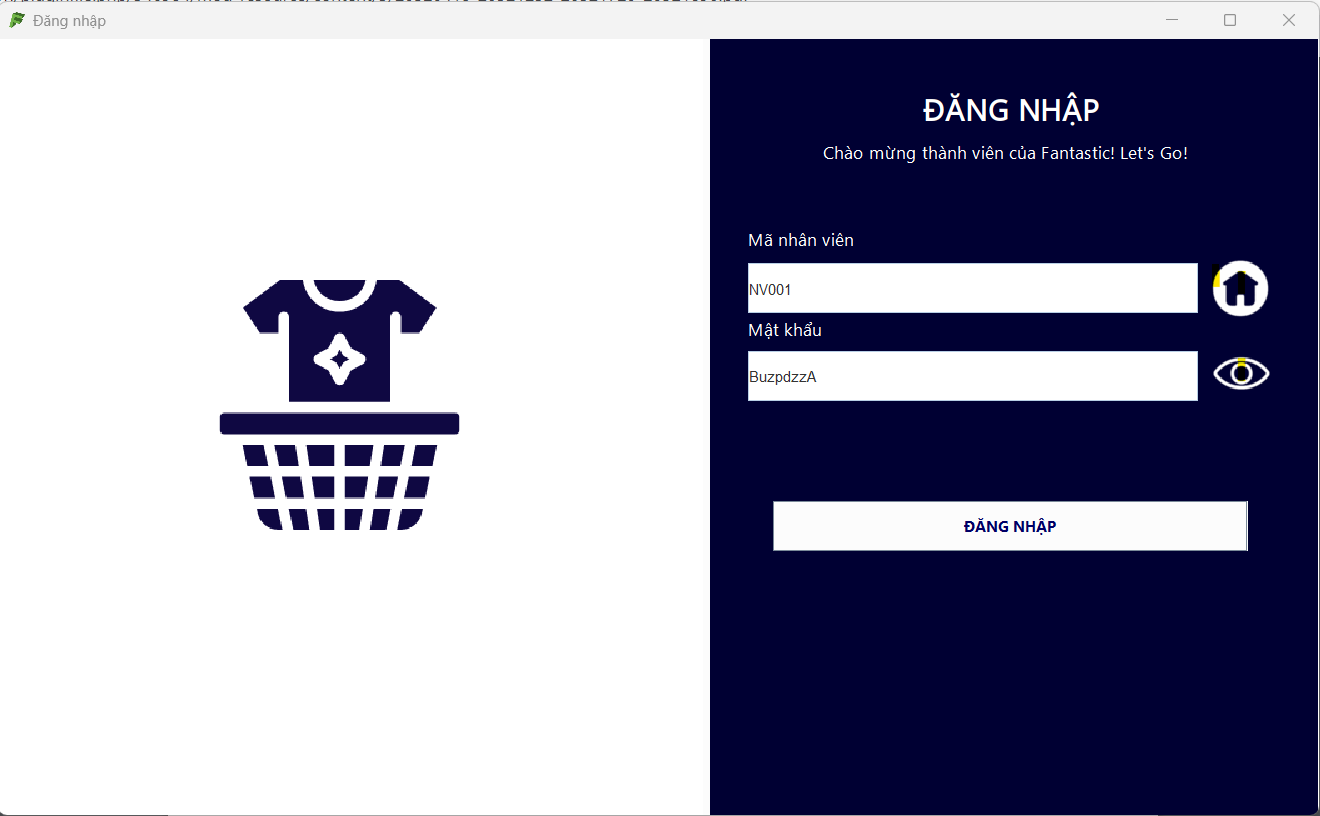 Đăng nhập
ĐĂNG NHẬP
Chào mừng thành viên của Fantastic! Let's Go!
Mã nhân viên
NV001
Mật khẩu
BuzpdzzA
ĐĂNG NHẬP